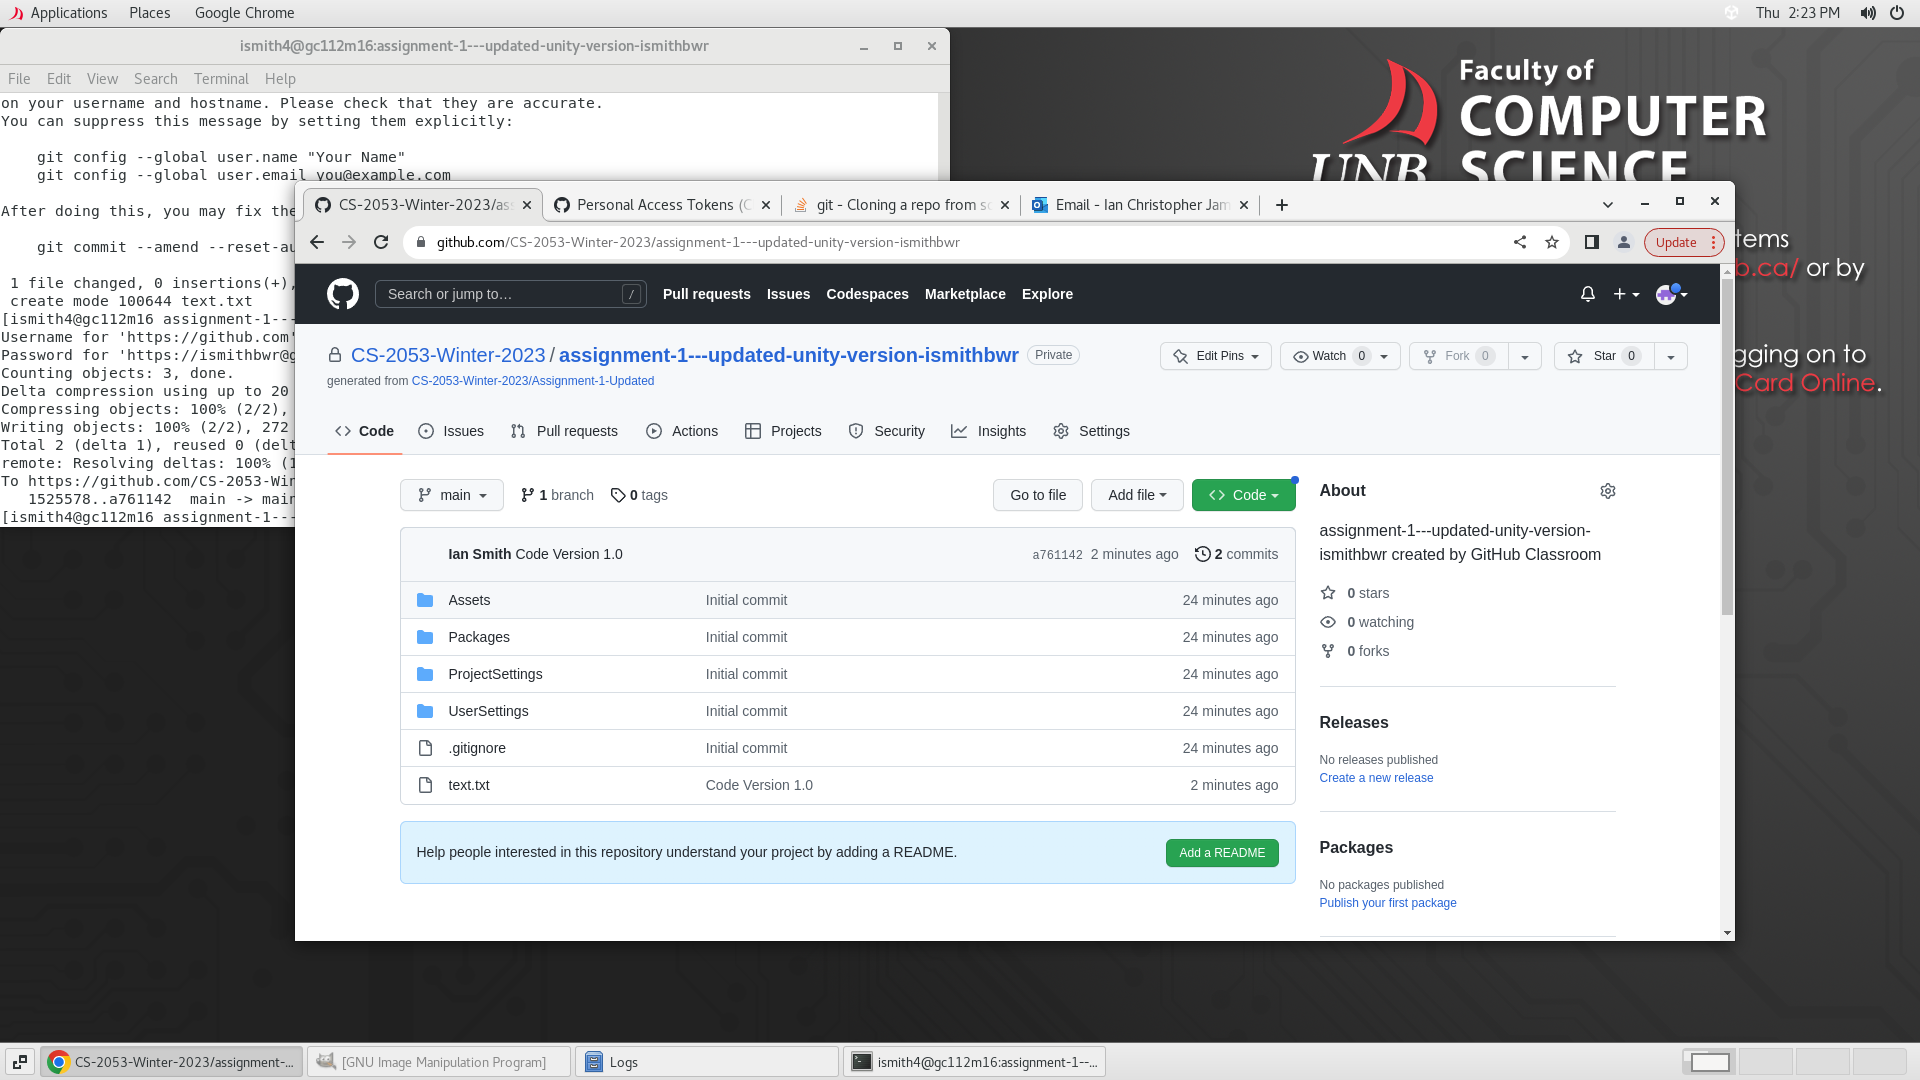 Applications Places Google Chrome Thu 2:23 PM
ismith4@gc112m16:assignment-1---updated-unity-version-ismithbwr
File Edit View Search Terminal Help
on your username and hostname. Please check that they are accurate.
You can suppress this message by setting them explicitly:
git config --global user.name "Your Name"
git config --global user.email you@example.com
After doing this, you may fix the
git commit --amend --reset-au
1 file changed, 0 insertions(+),
create mode 100644 text.txt
[ismith4@gc112m16 assignment-1---
Username for 'https://github.com'
Password for 'https://ismithbwr@g
Counting objects: 3, done.
Delta compression using up to 20
Compressing objects: 100% (2/2),
Writing objects: 100% (2/2), 272
Total 2 (delta 1), reused 0 (delt
remote: Resolving deltas: 100% (1
To https://github.com/CS-2053-Win
1525578..a761142 main -> main
[ismith4@gc112m16 assignment-1---
Faculty of
COMPUTER
UNB SCIENCE
tems
b.ca/ or by
gging on to
Card Online.
CS-2053-Winter-2023/as
Personal Access Tokens (C
git - Cloning a repo from so
Email - Ian Christopher Jam
github.com/CS-2053-Winter-2023/assignment-1---updated-unity-version-ismithbwr
Update
Search or jump to… / Pull requests Issues Codespaces Marketplace Explore
CS-2053-Winter-2023 / assignment-1---updated-unity-version-ismithbwr Private
Edit Pins Watch 0 Fork 0 Star 0
generated from CS-2053-Winter-2023/Assignment-1-Updated
Code Issues Pull requests Actions Projects Security Insights Settings
main 1 branch 0 tags Go to file Add file Code
Ian Smith Code Version 1.0 a761142 2 minutes ago 2 commits
Assets Initial commit 24 minutes ago
Packages Initial commit 24 minutes ago
ProjectSettings Initial commit 24 minutes ago
UserSettings Initial commit 24 minutes ago
.gitignore Initial commit 24 minutes ago
text.txt Code Version 1.0 2 minutes ago
Help people interested in this repository understand your project by adding a README. Add a README
About
assignment-1---updated-unity-version-
ismithbwr created by GitHub Classroom
0 stars
0 watching
0 forks
Releases
No releases published
Create a new release
Packages
No packages published
Publish your first package
CS-2053-Winter-2023/assignment-... [GNU Image Manipulation Program] Logs ismith4@gc112m16:assignment-1--...